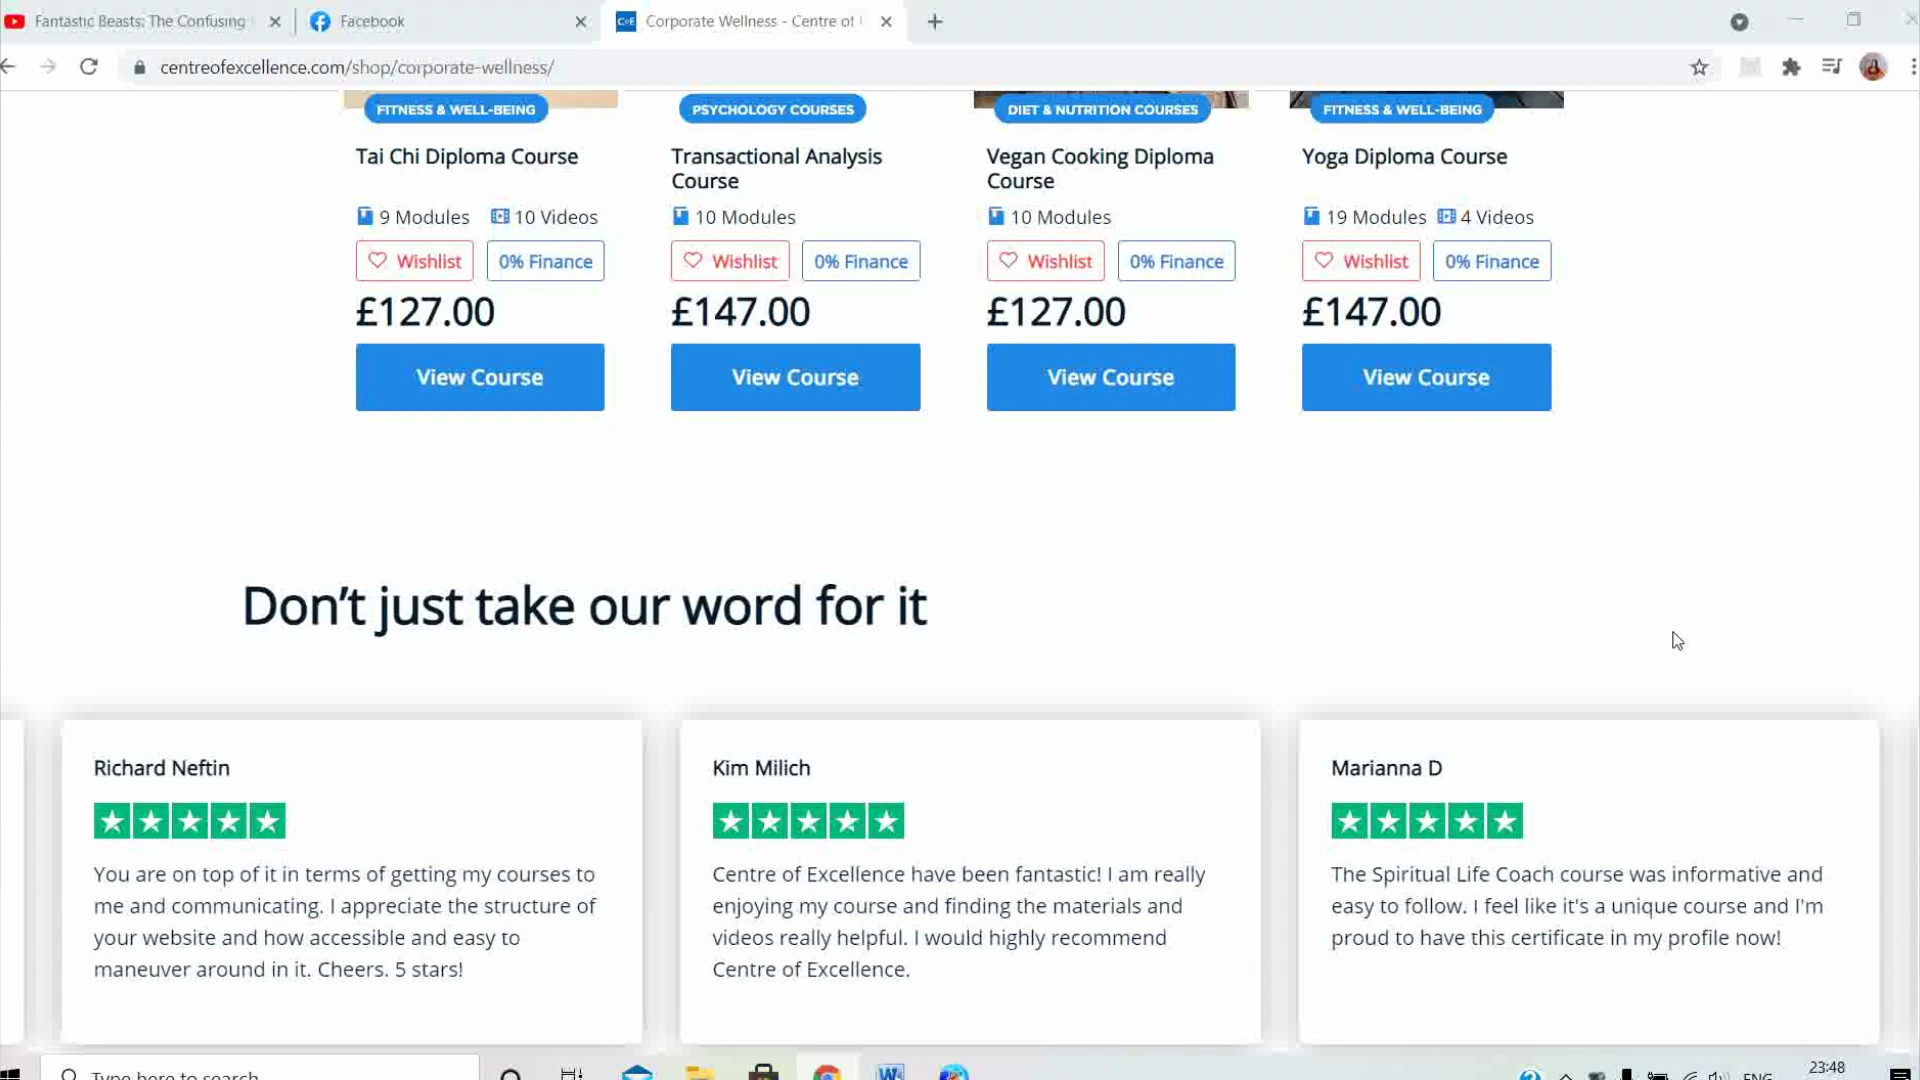 Fantastic Beasts: The Confusing
Facebook
Corporate Wellness - Centre of
centreofexcellence.com/shop/corporate-wellness/
FITNESS & WELL-BEING
PSYCHOLOGY COURSES
DIET & NUTRITION COURSES
FITNESS & WELL-BEING
Tai Chi Diploma Course
Transactional Analysis
Course
Vegan Cooking Diploma
Course
Yoga Diploma Course
9 Modules 10 Videos
10 Modules
10 Modules
19 Modules 4 Videos
Wishlist 0% Finance
Wishlist 0% Finance
Wishlist 0% Finance
Wishlist 0% Finance
£127.00
£147.00
£127.00
£147.00
View Course
View Course
View Course
View Course
Don’t just take our word for it
Richard Neftin
You are on top of it in terms of getting my courses to
me and communicating. I appreciate the structure of
your website and how accessible and easy to
maneuver around in it. Cheers. 5 stars!
Kim Milich
Centre of Excellence have been fantastic! I am really
enjoying my course and finding the materials and
videos really helpful. I would highly recommend
Centre of Excellence.
Marianna D
The Spiritual Life Coach course was informative and
easy to follow. I feel like it's a unique course and I'm
proud to have this certificate in my profile now!
Type here to search
ENG
23:48